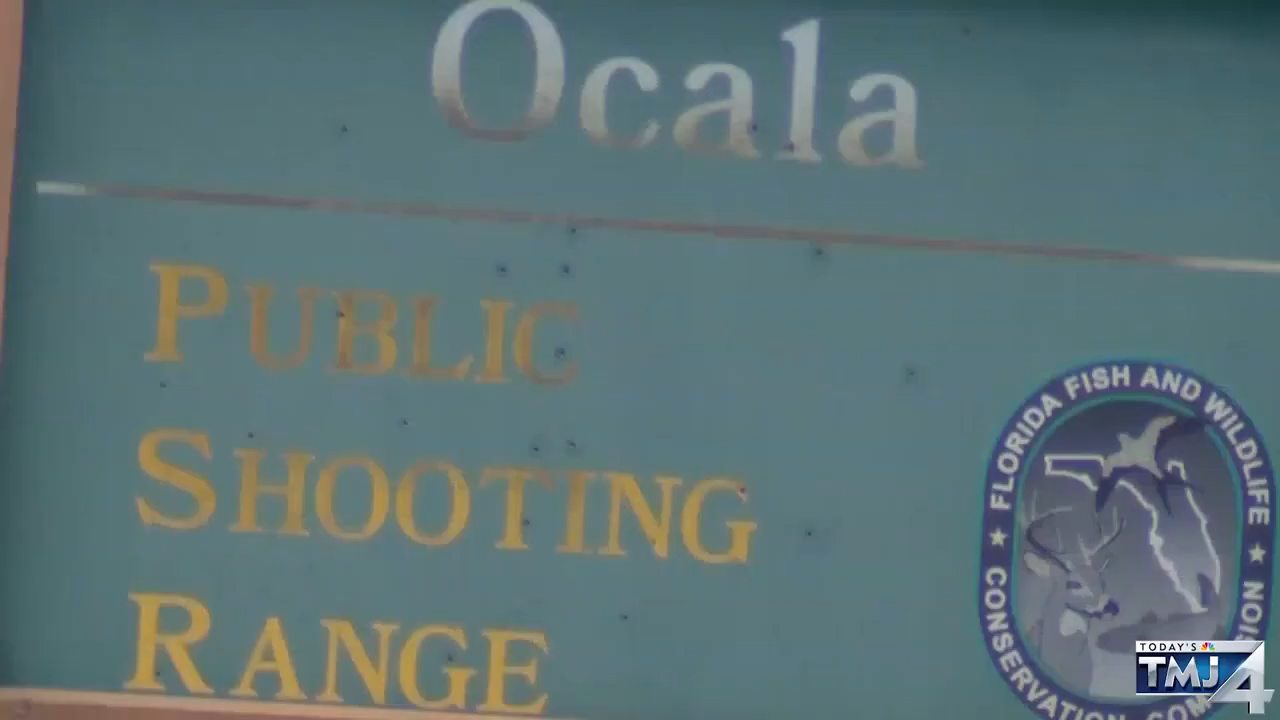 Ocala
PUBLIC
SHOOTING
RANGE
FLORIDA FISH AND WILDLIFE
CONSERVATION
TODAY'S
TMJ4